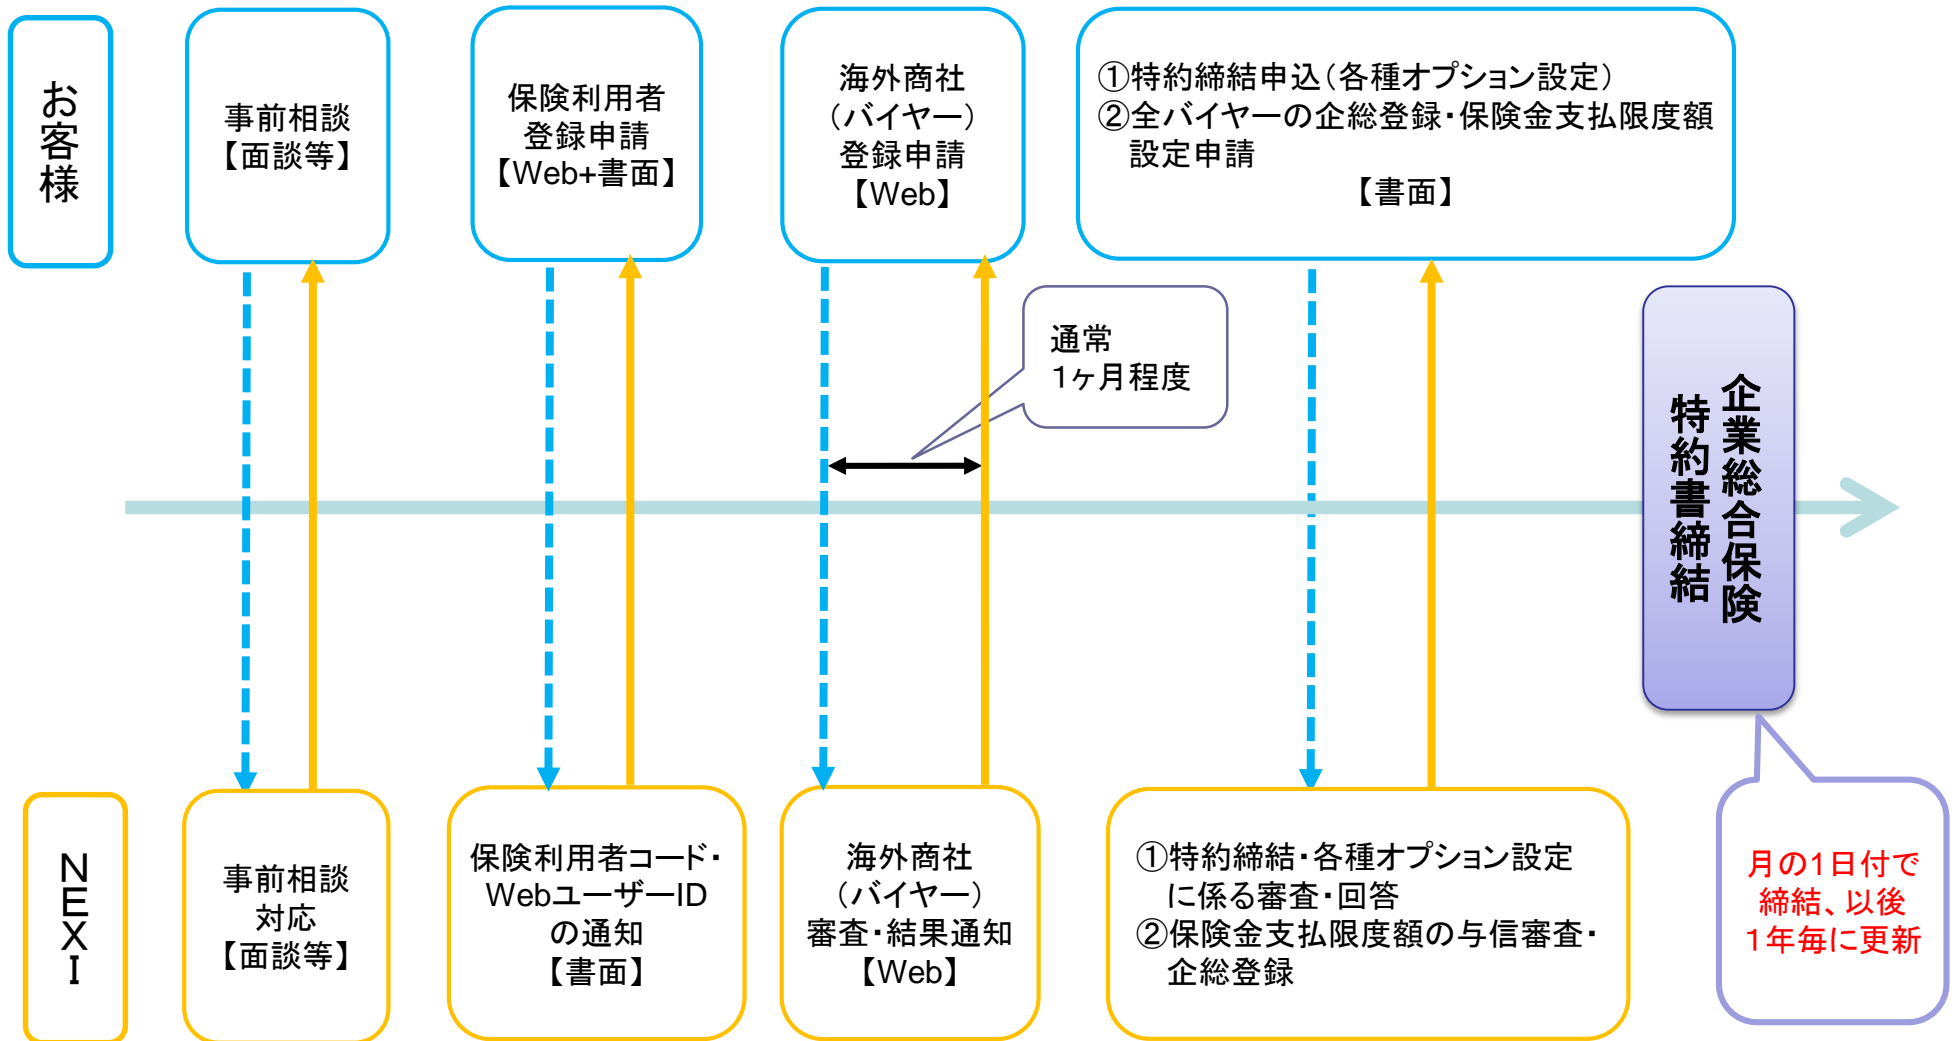 お客様
事前相談
【面談等】
保険利用者
登録申請
【Web+書面】
海外商社
（バイヤー）
登録申請
【Web】
①特約締結申込（各種オプション設定）
②全バイヤーの企総登録・保険金支払限度額
設定申請
【書面】
通常
１ヶ月程度
企業総合保険
特約書締結
NEXI
事前相談
対応
【面談等】
保険利用者コード・
WebユーザーID
の通知
【書面】
海外商社
（バイヤー）
審査・結果通知
【Web】
①特約締結・各種オプション設定
に係る審査・回答
②保険金支払限度額の与信審査・
企総登録
月の1日付で
締結、以後
１年毎に更新